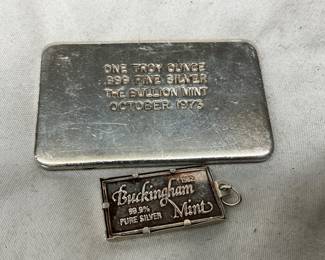 ONE TROY OUNCE
.999 FINE SILVER
THE BULLION MINT
OCTOBER 1973
Buckingham
Mint
99.9%
PURE SILVER